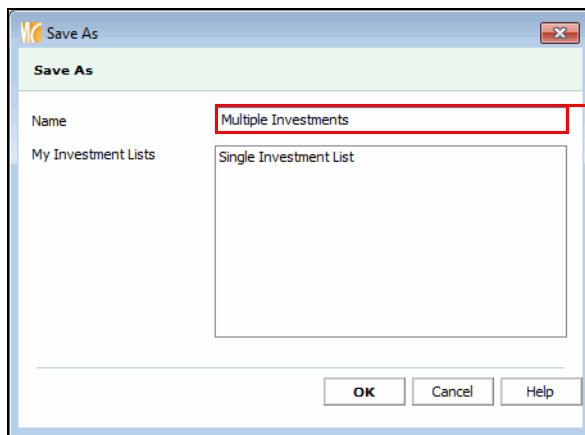 Save As
Save As
Name
Multiple Investments
My Investment Lists
Single Investment List
OK
Cancel
Help